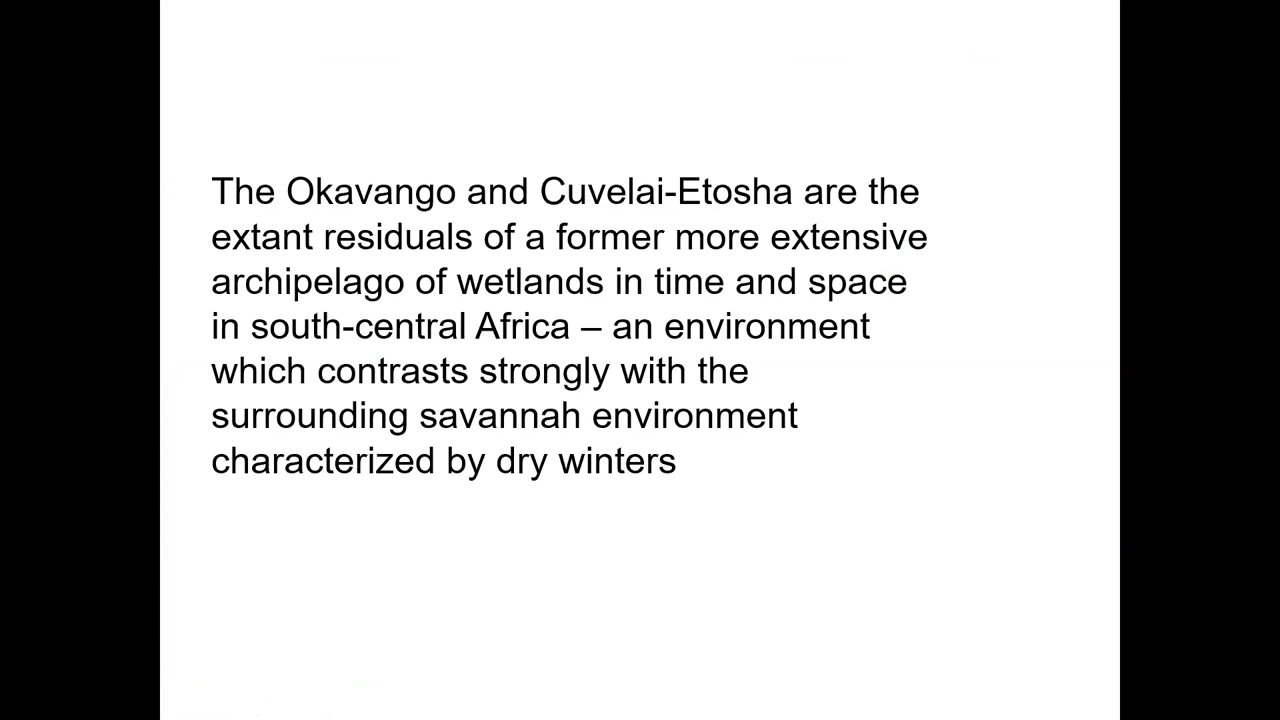 The Okavango and Cuvelai-Etosha are the
extant residuals of a former more extensive
archipelago of wetlands in time and space
in south-central Africa – an environment
which contrasts strongly with the
surrounding savannah environment
characterized by dry winters